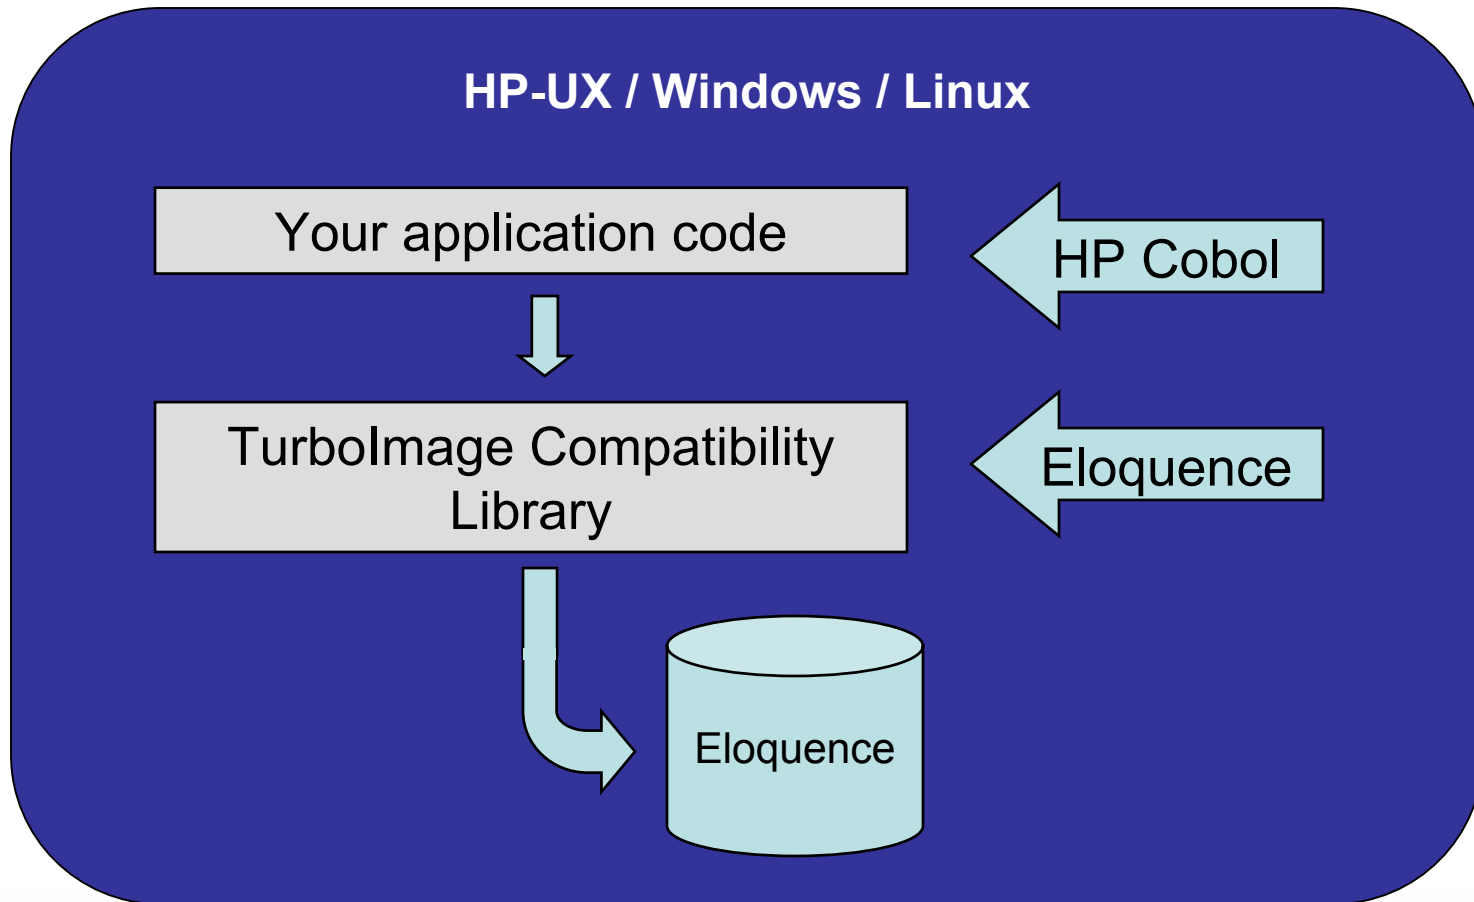 HP-UX / Windows / Linux
Your application code
HP Cobol
TurboImage Compatibility
Library
Eloquence
Eloquence